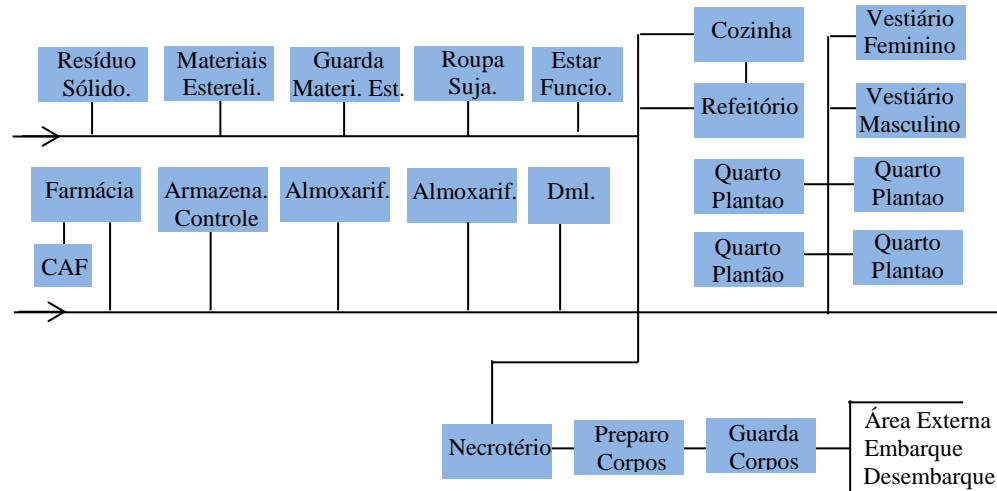 Resíduo
Sólido.
Materiais
Estereli.
Guarda
Materi. Est.
Roupa
Suja.
Estar
Funcio.
Cozinha
Refeitório
Vestiário
Feminino
Vestiário
Masculino
Farmácia
CAF
Armazena.
Controle
Almoxarif.
Almoxarif.
Dml.
Quarto
Plantao
Quarto
Plantao
Quarto
Plantão
Quarto
Plantao
Necrotério
Preparo
Corpos
Guarda
Corpos
Área Externa
Embarque
Desembarque